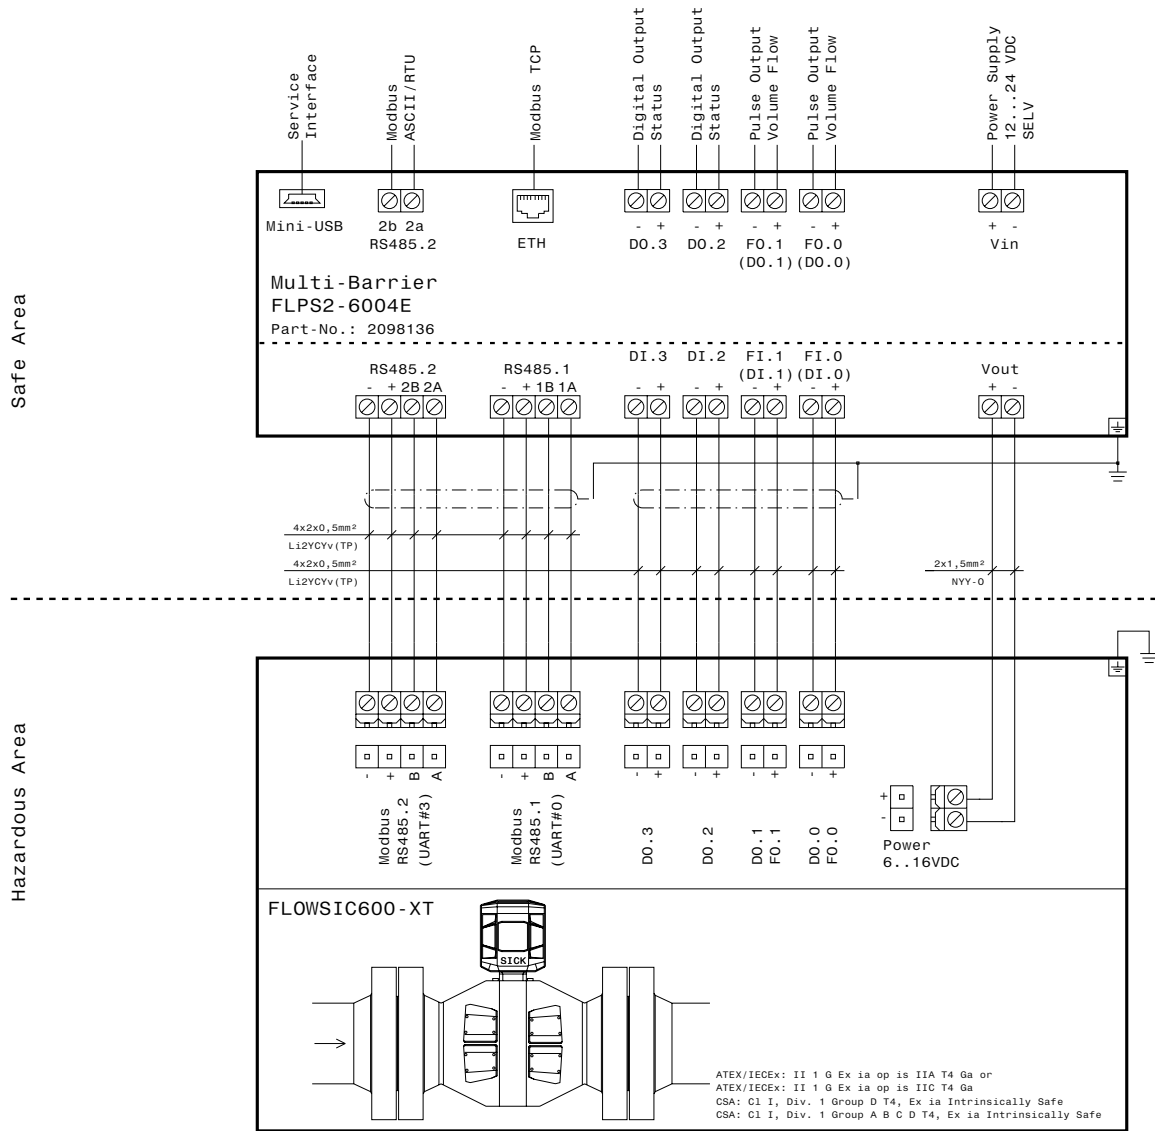 Service
Interface
Modbus
ASCII/RTU
Modbus TCP
Digital Output
Status
Digital Output
Status
Pulse Output
Volume Flow
Pulse Output
Volume Flow
Power Supply
12...24 VDC
SELV
Mini-USB
2b 2a
RS485.2
ETH
- +
DO.3
- +
DO.2
- +
FO.1
(DO.1)
- +
FO.0
(DO.0)
+ -
Vin
Multi-Barrier
FLPS2-6004E
Part-No.: 2098136
Safe Area
RS485.2
- + 2B 2A
RS485.1
- + 1B 1A
DI.3
- +
DI.2
- +
FI.1
(DI.1)
- +
FI.0
(DI.0)
- +
Vout
+ -
4x2x0,5mm²
Li2YCYv(TP)
4x2x0,5mm²
Li2YCYv(TP)
2x1,5mm²
NYY-O
Hazardous Area
- + B A
Modbus
RS485.2
(UART#3)
- + B A
Modbus
RS485.1
(UART#0)
- +
DO.3
- +
DO.2
- +
DO.1
FO.1
- +
DO.0
FO.0
+
-
Power
6..16VDC
FLOWSIC600-XT
SICK
ATEX/IECEx: II 1 G Ex ia op is IIA T4 Ga or
ATEX/IECEx: II 1 G Ex ia op is IIC T4 Ga
CSA: Cl I, Div. 1 Group D T4, Ex ia Intrinsically Safe
CSA: Cl I, Div. 1 Group A B C D T4, Ex ia Intrinsically Safe